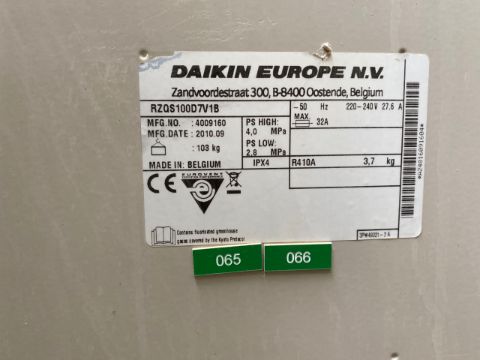 DAIKIN EUROPE N.V.
Zandvoordestraat 300, B-8400 Oostende, Belgium
RZQS100D7V1B
~50 Hz 220-240V 27,6 A
MFG.NO. : 4009160
PS HIGH:
4,0 MPa
MAX. 32A
MFG.DATE : 2010.09
: 103 kg
PS LOW:
2,8 MPa
MADE IN: BELGIUM
IPX4
R410A
3,7 kg
EUROVENT
Contains fluorinated greenhouse
gases covered by the Kyoto Protocol
065
066